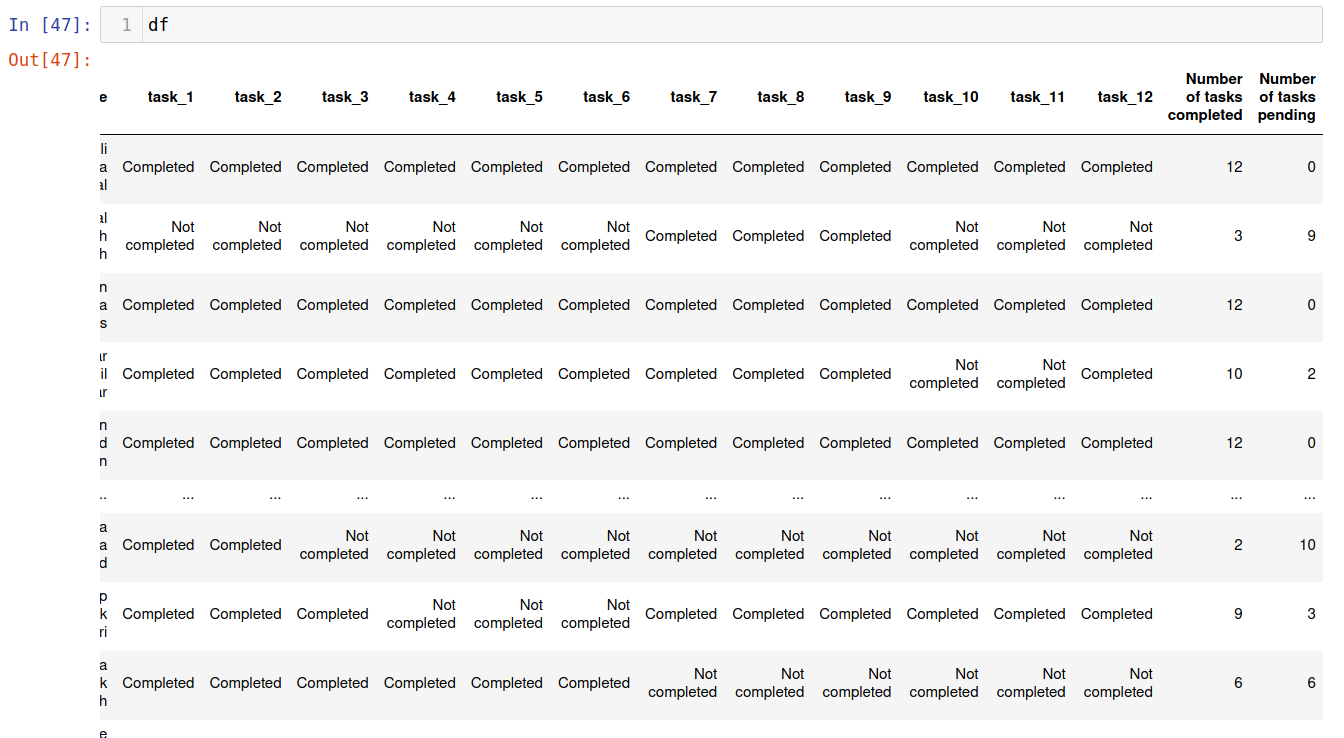 In [47]: 1 df
Out[47]:
e task_1 task_2 task_3 task_4 task_5 task_6 task_7 task_8 task_9 task_10 task_11 task_12 Number of tasks completed Number of tasks pending
li a al Completed Completed Completed Completed Completed Completed Completed Completed Completed Completed Completed Completed 12 0
al h h Not completed Not completed Not completed Not completed Not completed Not completed Completed Completed Completed Not completed Not completed Not completed 3 9
n a s Completed Completed Completed Completed Completed Completed Completed Completed Completed Completed Completed Completed 12 0
ar il ar Completed Completed Completed Completed Completed Completed Completed Completed Completed Not completed Not completed Completed 10 2
n d n Completed Completed Completed Completed Completed Completed Completed Completed Completed Completed Completed Completed 12 0
.. ... ... ... ... ... ... ... ... ... ... ... ... ... ...
a a d Completed Completed Not completed Not completed Not completed Not completed Not completed Not completed Not completed Not completed Not completed Not completed 2 10
p k ri Completed Completed Completed Not completed Not completed Not completed Completed Completed Completed Completed Completed Completed 9 3
a k h Completed Completed Completed Completed Completed Completed Not completed Not completed Not completed Not completed Not completed Not completed 6 6
e